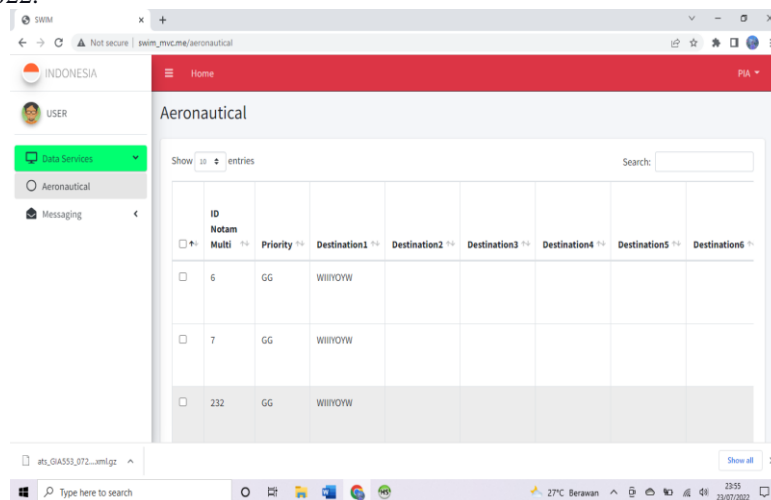 2022.
SWIM
Not secure | swim_mvc.me/aeronautical
INDONESIA
Home
PIA
USER
Aeronautical
Data Services
Show 10 entries
Search:
Aeronautical
Messaging
ID Notam Multi Priority Destination1 Destination2 Destination3 Destination4 Destination5 Destination6
6 GG WIIIYOYW
7 GG WIIIYOYW
232 GG WIIIYOYW
ats_GIA553_072....xml.gz
Show all
Type here to search
27°C Berawan
23:55
23/07/2022